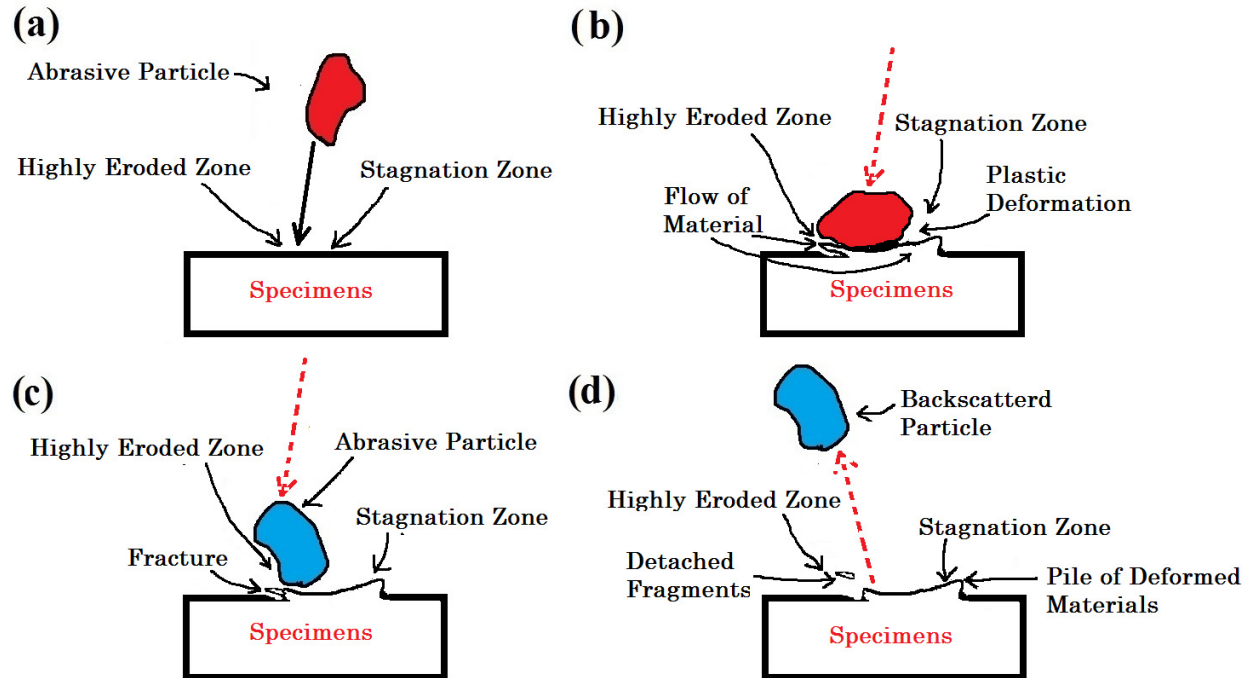 (a)
Abrasive Particle
Highly Eroded Zone
Stagnation Zone
Specimens
(b)
Highly Eroded Zone
Stagnation Zone
Flow of
Material
Plastic
Deformation
Specimens
(c)
Highly Eroded Zone
Abrasive Particle
Stagnation Zone
Fracture
Specimens
(d)
Backscatterd
Particle
Highly Eroded Zone
Stagnation Zone
Detached
Fragments
Pile of Deformed
Materials
Specimens